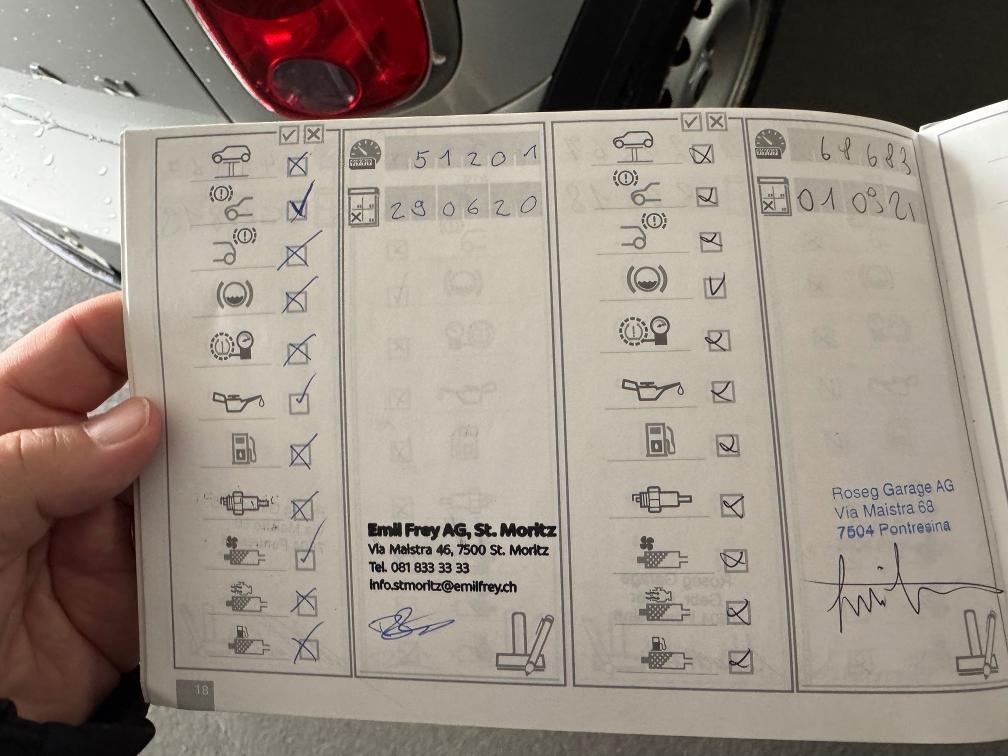 51201
290620
Emil Frey AG, St. Moritz
Via Maistra 46, 7500 St. Moritz
Tel. 081 833 33 33
info.stmoritz@emilfrey.ch
18
68683
010921
Roseg Garage AG
Via Maistra 68
7504 Pontresina